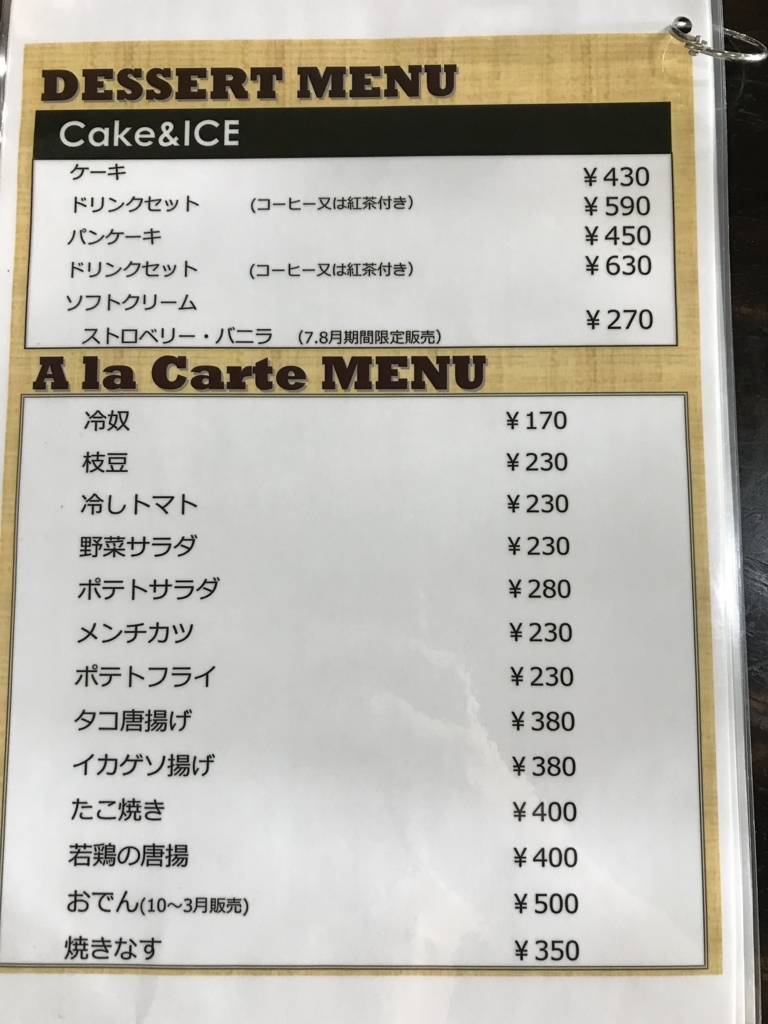 DESSERT MENU
Cake&ICE
ケーキ ¥430
ドリンクセット (コーヒー又は紅茶付き) ¥590
パンケーキ ¥450
ドリンクセット (コーヒー又は紅茶付き) ¥630
ソフトクリーム
ストロベリー・バニラ (7.8月期間限定販売) ¥270
A la Carte MENU
冷奴 ¥170
枝豆 ¥230
冷しトマト ¥230
野菜サラダ ¥230
ポテトサラダ ¥280
メンチカツ ¥230
ポテトフライ ¥230
タコ唐揚げ ¥380
イカゲソ揚げ ¥380
たこ焼き ¥400
若鶏の唐揚 ¥400
おでん(10～3月販売) ¥500
焼きなす ¥350